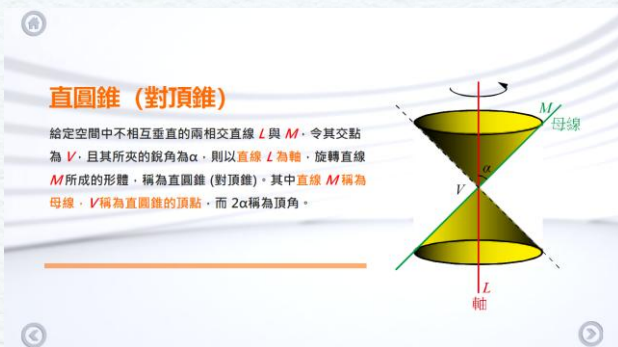 直圓錐 (對頂錐)
給定空間中不相互垂直的兩相交直線 L 與 M，令其交點
為 V，且其所夾的銳角為α，則以直線 L 為軸，旋轉直線
M 所成的形體，稱為直圓錐 (對頂錐)。其中直線 M 稱為
母線，V稱為直圓錐的頂點，而 2α稱為頂角。
M
母線
α
V
L
軸